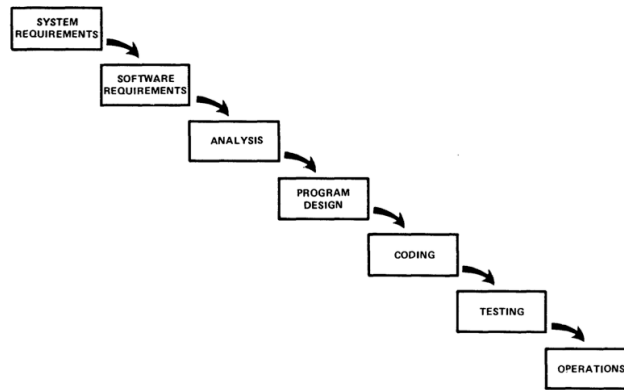 SYSTEM
REQUIREMENTS
SOFTWARE
REQUIREMENTS
ANALYSIS
PROGRAM
DESIGN
CODING
TESTING
OPERATIONS